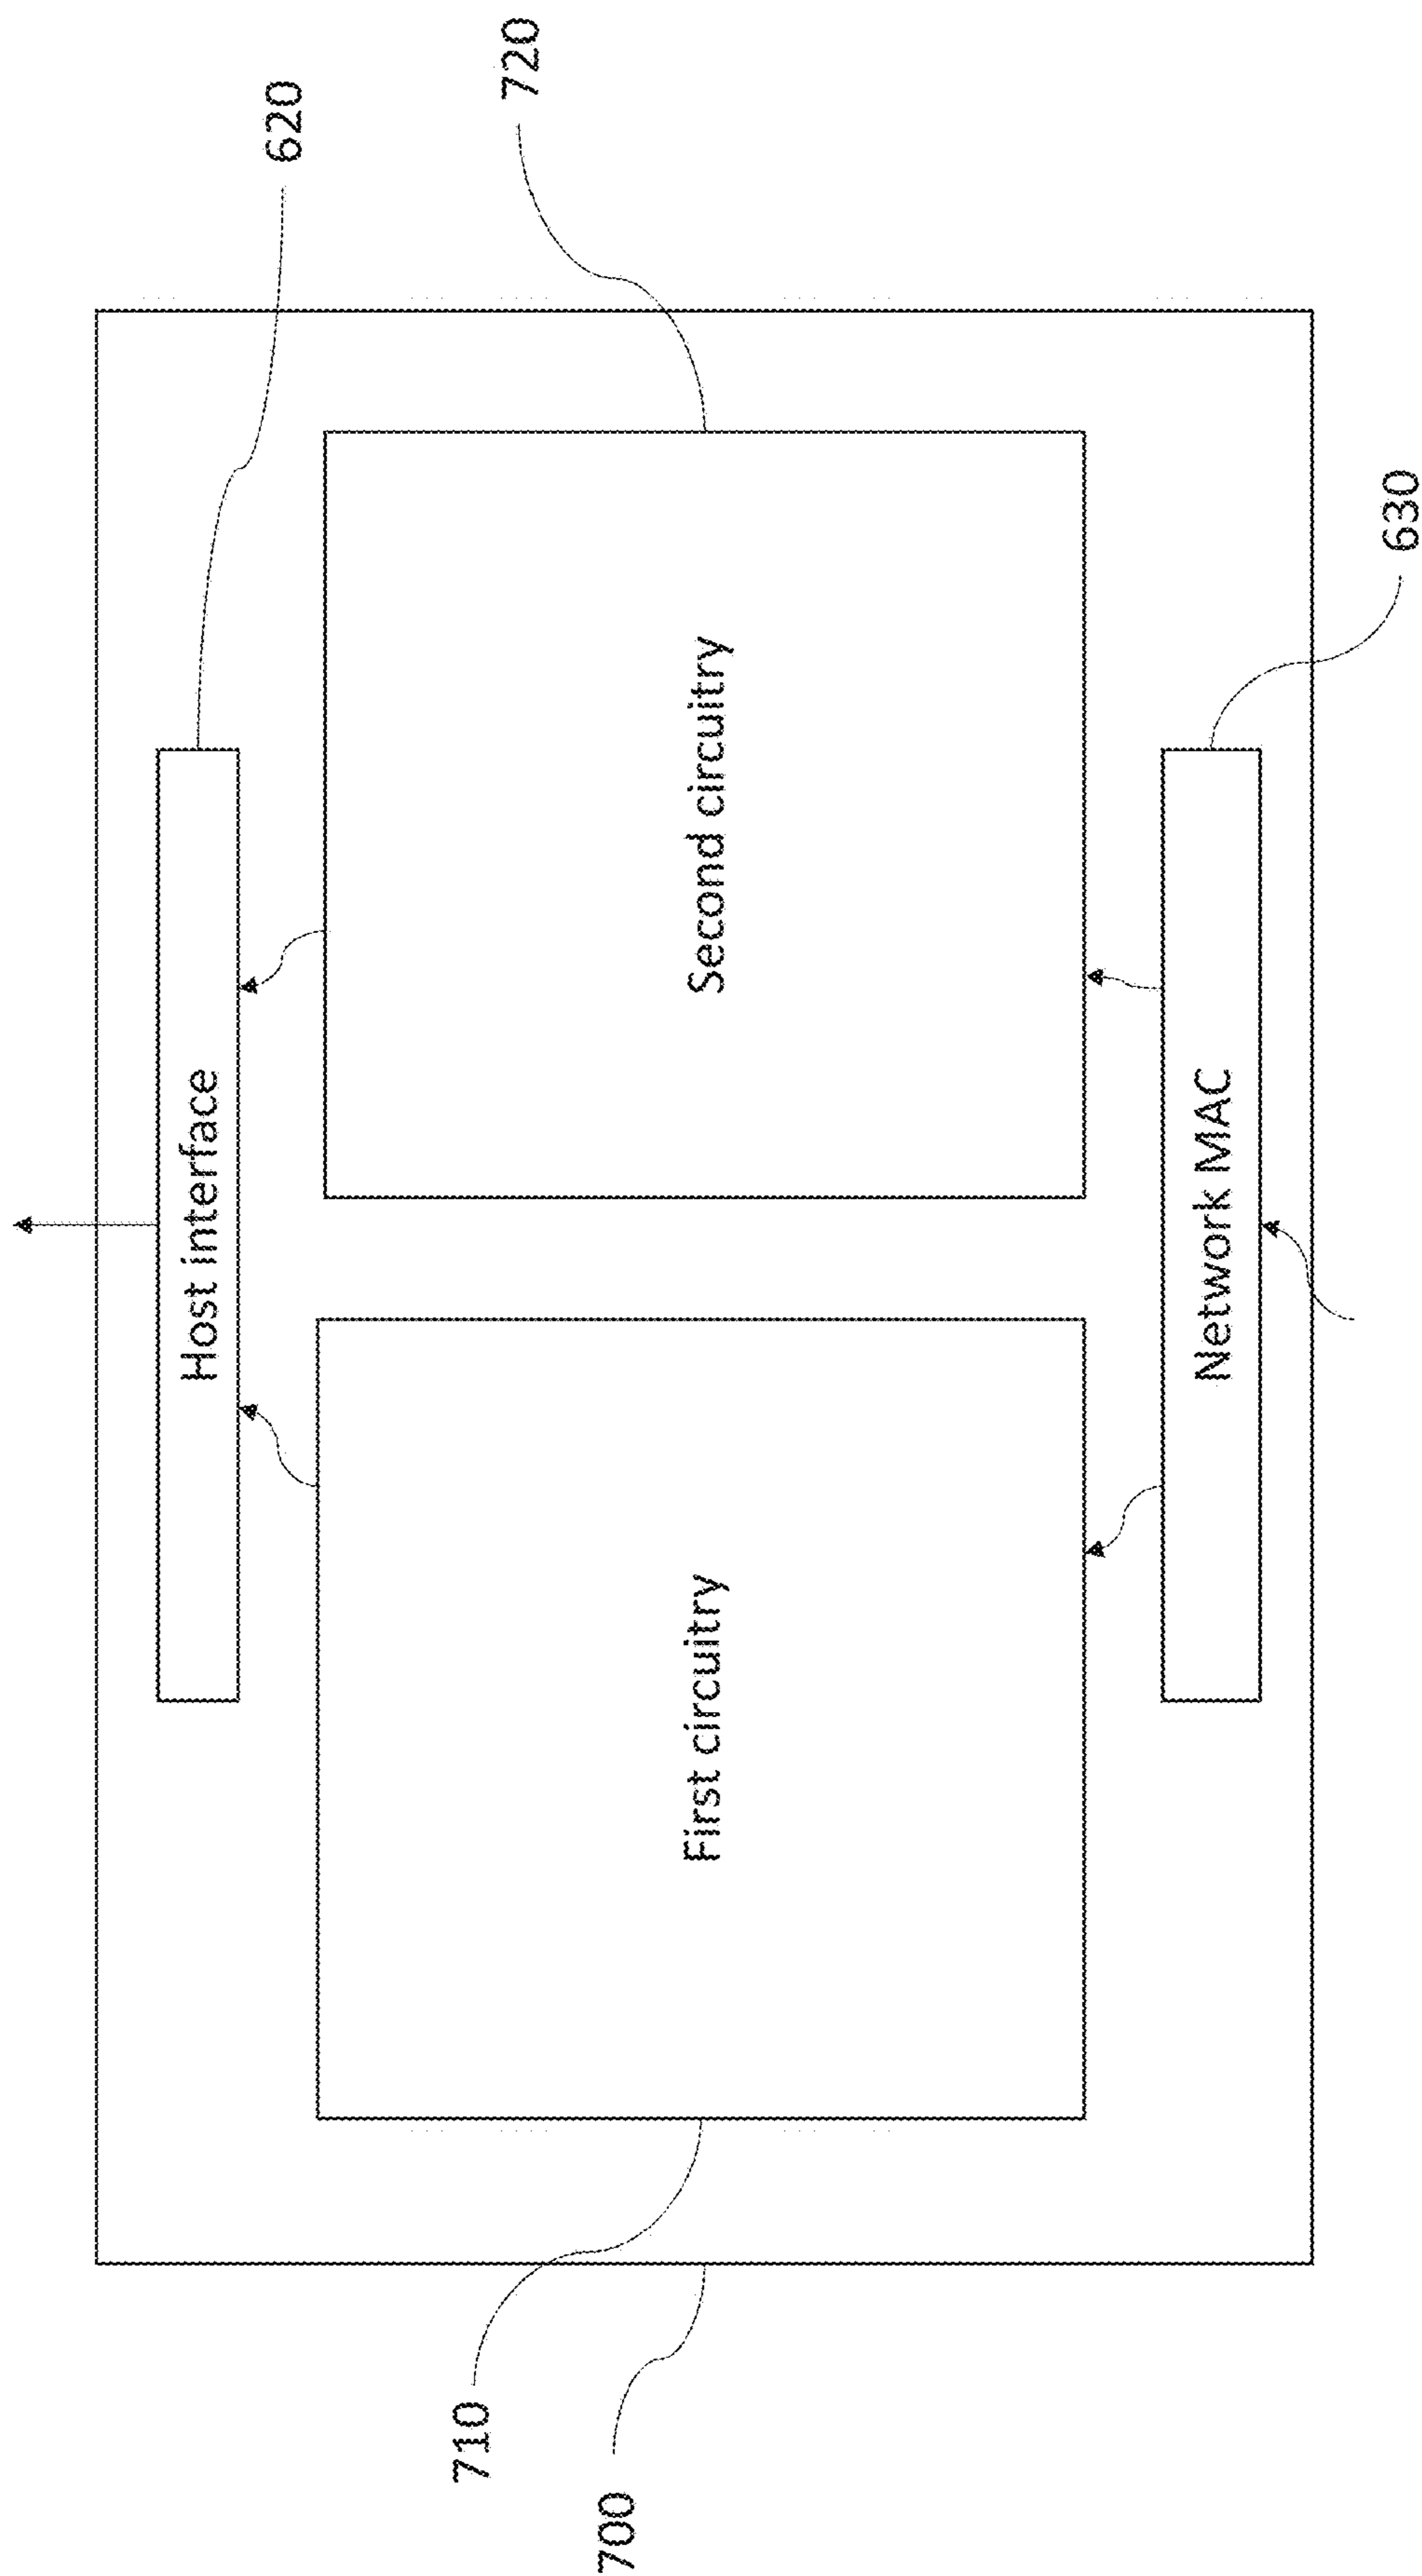 620
720
Host interface
First circuitry
Second circuitry
710
700
Network MAC
630